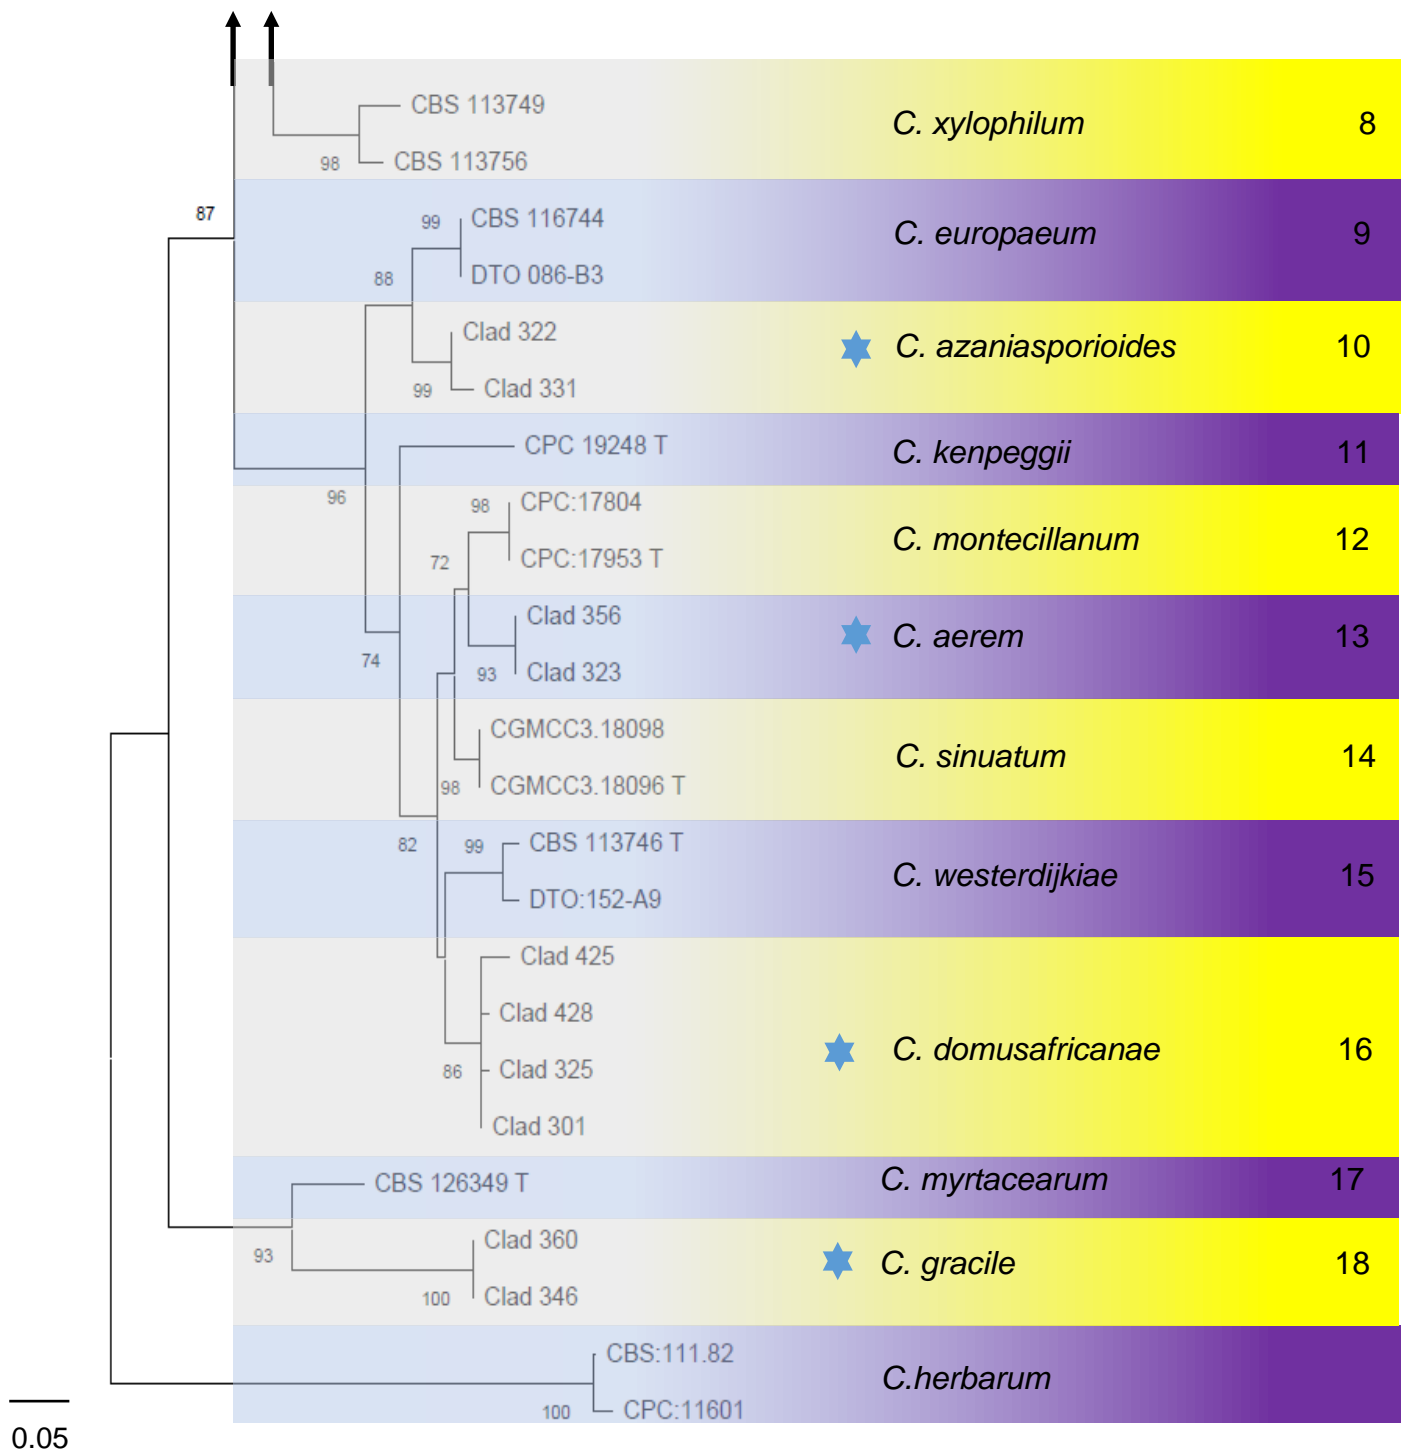 CBS 113749
C. xylophilum 8
98 CBS 113756
87
99 CBS 116744
C. europaeum 9
88 DTO 086-B3
Clad 322
C. azaniasporioides 10
99 Clad 331
CPC 19248 T
C. kenpeggii 11
96
98 CPC:17804
C. montecillanum 12
72 CPC:17953 T
Clad 356
C. aerem 13
74
93 Clad 323
CGMCC3.18098
C. sinuatum 14
98 CGMCC3.18096 T
82 99 CBS 113746 T
C. westerdijkiae 15
DTO:152-A9
Clad 425
Clad 428
C. domusafricanae 16
86 Clad 325
Clad 301
CBS 126349 T C. myrtacearum 17
Clad 360
93
C. gracile 18
100 Clad 346
CBS:111.82
C.herbarum
100 CPC:11601
0.05